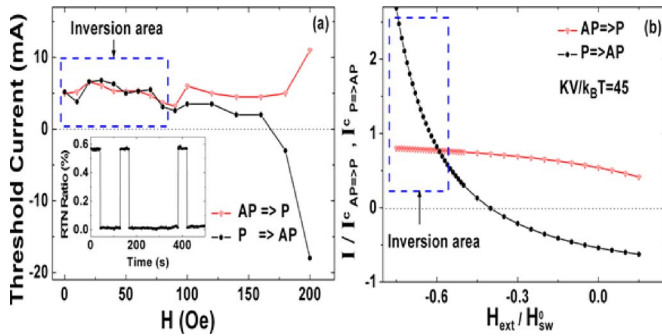 Inversion area
(a)
Threshold Current (mA)
10
0
-10
-20
0.6
0.4
0.2
0.0
RTN Ratio (%)
0 200 400
Time (s)
AP => P
P => AP
0 50 100 150 200
H (Oe)
(b)
AP=>P
P=>AP
KV/k_BT=45
I / I^c_AP=>P , I^c_P=>AP
2
1
0
-1
Inversion area
-0.6 -0.3 0.0
H_ext/H^0_sw